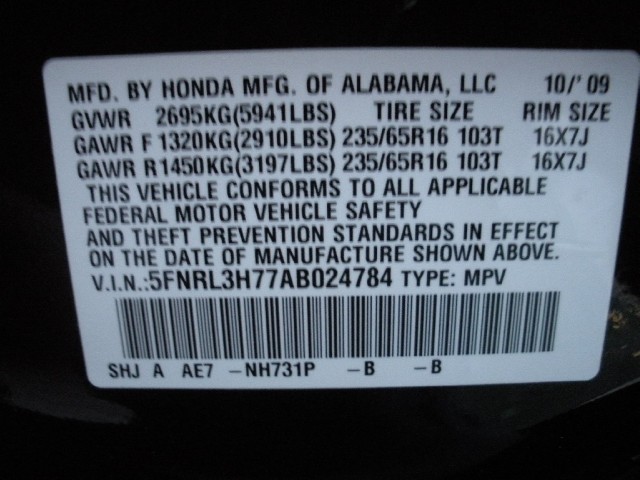 MFD. BY HONDA MFG. OF ALABAMA, LLC 10/'09
GVWR 2695KG(5941LBS) TIRE SIZE RIM SIZE
GAWR F 1320KG(2910LBS) 235/65R16 103T 16X7J
GAWR R1450KG(3197LBS) 235/65R16 103T 16X7J
THIS VEHICLE CONFORMS TO ALL APPLICABLE
FEDERAL MOTOR VEHICLE SAFETY
AND THEFT PREVENTION STANDARDS IN EFFECT
ON THE DATE OF MANUFACTURE SHOWN ABOVE.
V.I.N.:5FNRL3H77AB024784 TYPE: MPV
SHJ A AE7 -NH731P -B -B